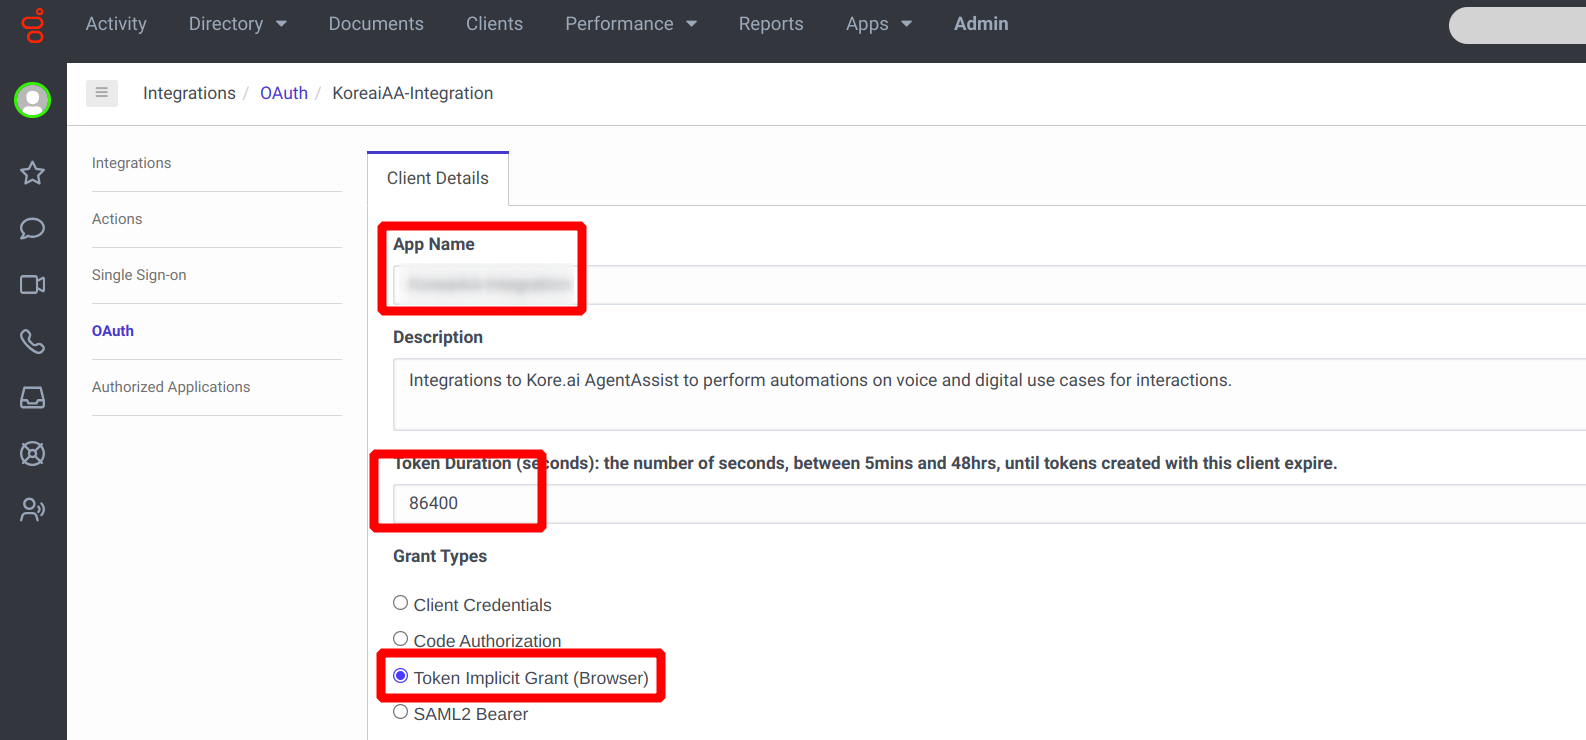 Activity Directory Documents Clients Performance Reports Apps Admin
Integrations / OAuth / KoreaiAA-Integration
Integrations
Actions
Single Sign-on
OAuth
Authorized Applications
Client Details
App Name
Description
Integrations to Kore.ai AgentAssist to perform automations on voice and digital use cases for interactions.
Token Duration (seconds): the number of seconds, between 5mins and 48hrs, until tokens created with this client expire.
86400
Grant Types
Client Credentials
Code Authorization
Token Implicit Grant (Browser)
SAML2 Bearer